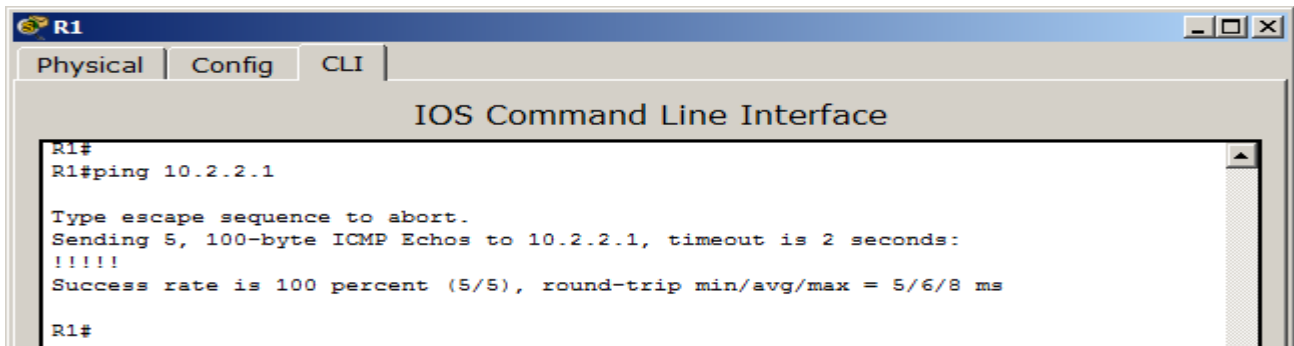 R1
Physical Config CLI
IOS Command Line Interface
R1#
R1#ping 10.2.2.1
Type escape sequence to abort.
Sending 5, 100-byte ICMP Echos to 10.2.2.1, timeout is 2 seconds:
!!!!!
Success rate is 100 percent (5/5), round-trip min/avg/max = 5/6/8 ms
R1#